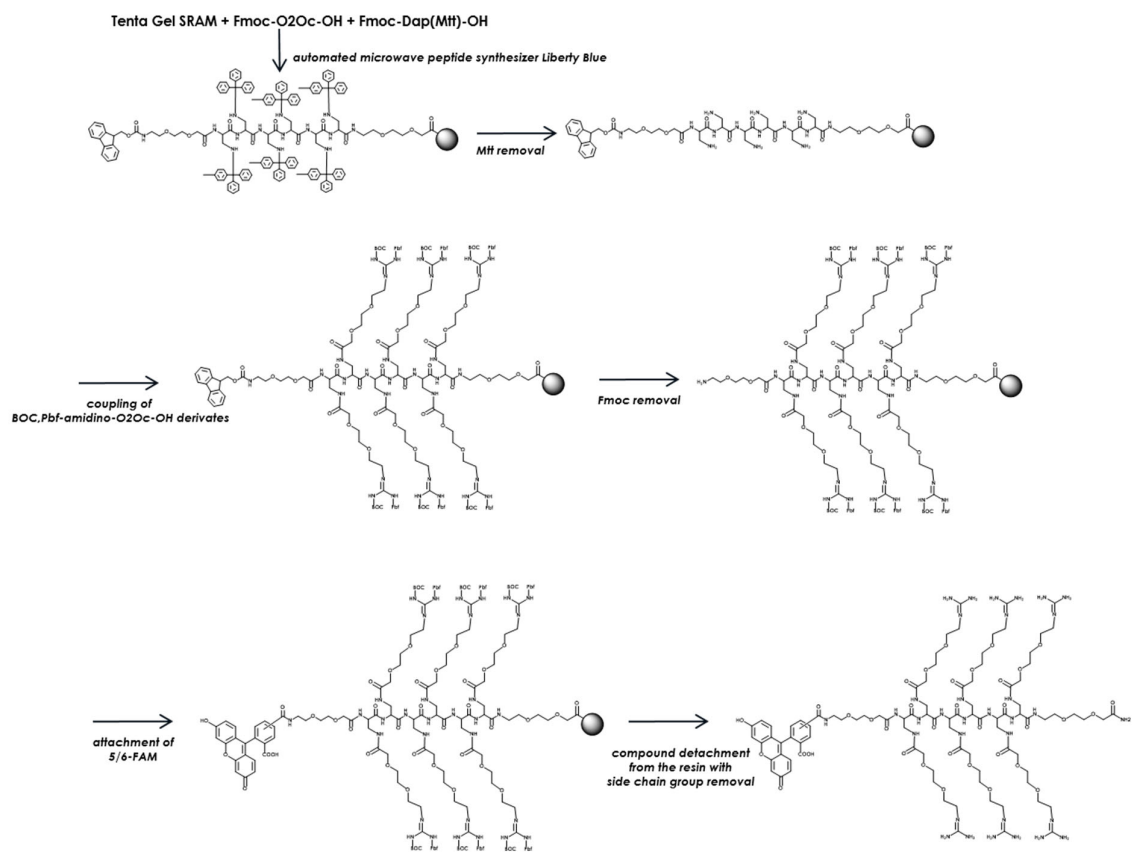 Tenta Gel SRAM + Fmoc-O2Oc-OH + Fmoc-Dap(Mtt)-OH
automated microwave peptide synthesizer Liberty Blue
Mtt removal
coupling of
BOC,Pbf-amidino-O2Oc-OH derivates
Fmoc removal
attachment of
5/6-FAM
compound detachment
from the resin with
side chain group removal